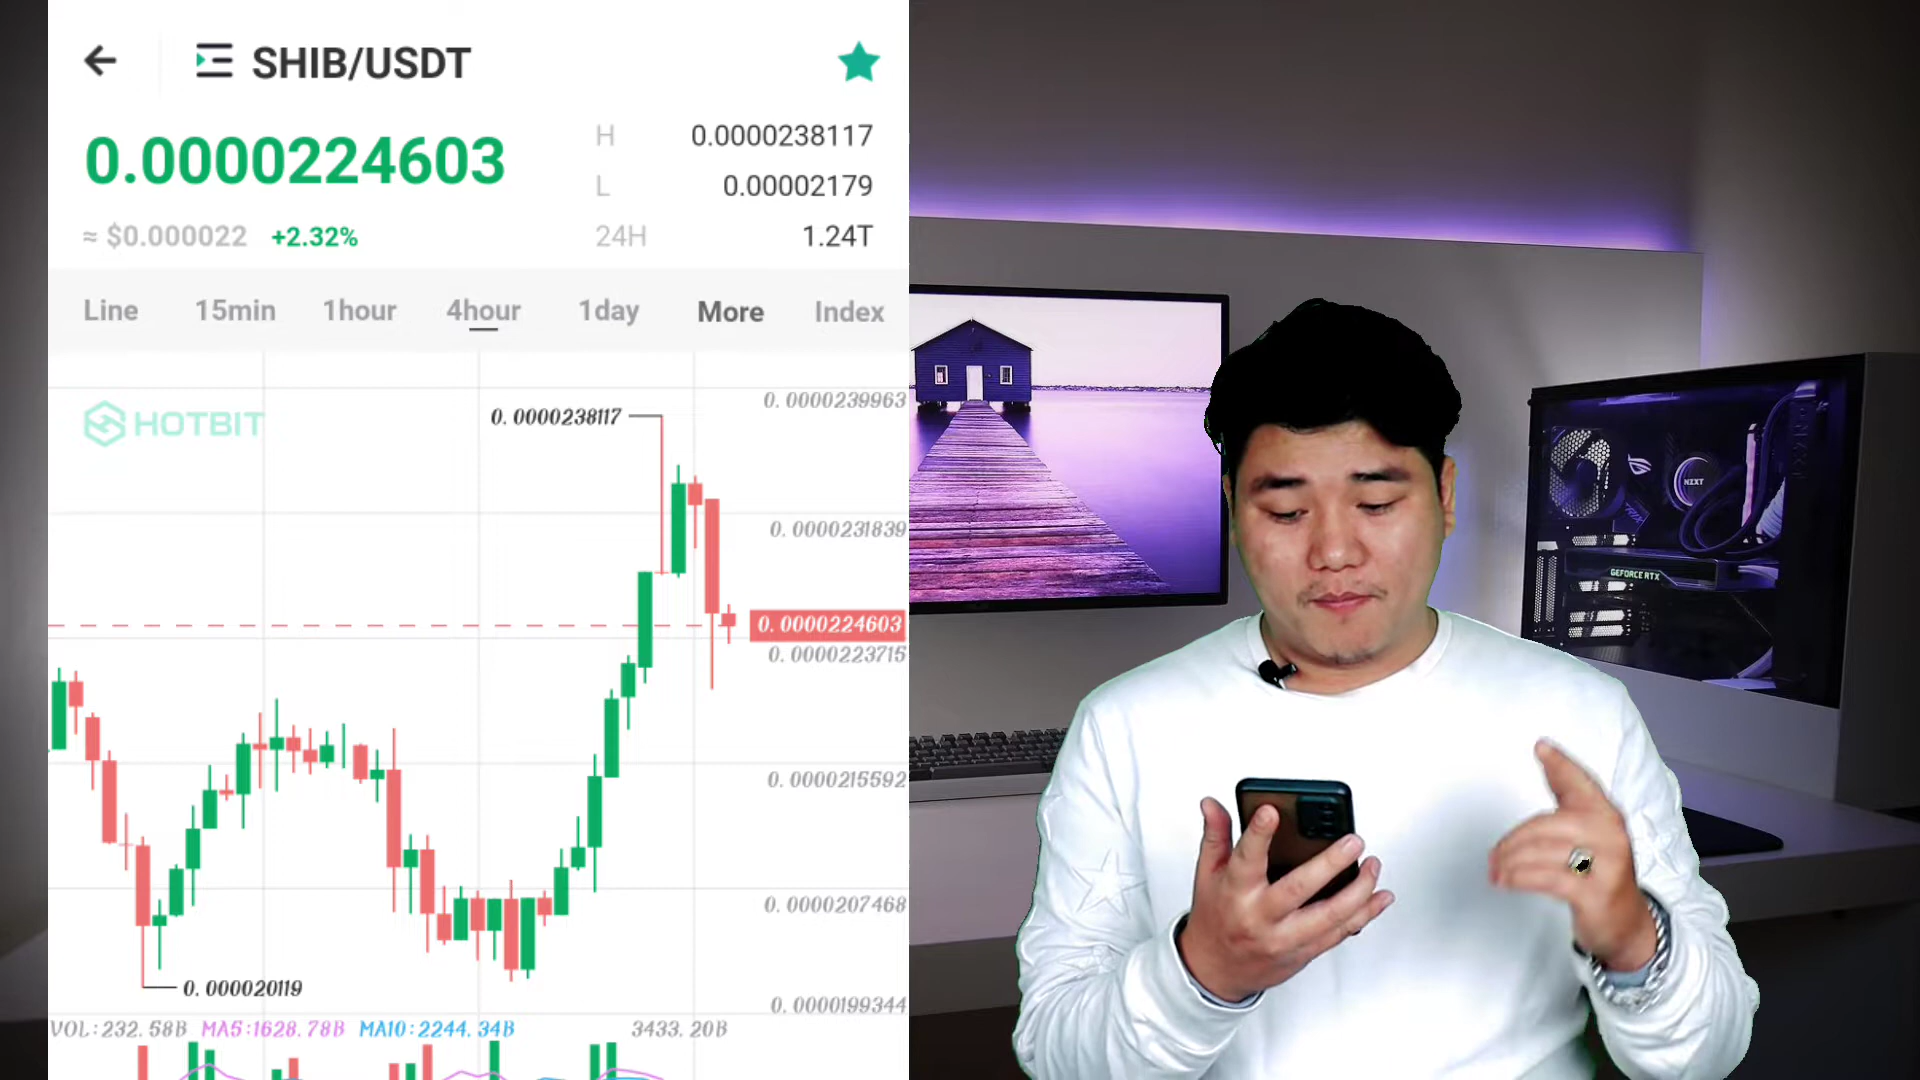 SHIB/USDT
0.0000224603
H 0.0000238117
L 0.00002179
≈ $0.000022 +2.32%
24H 1.24T
Line 15min 1hour 4hour 1day More Index
0.0000239963
HOTBIT
0.0000238117
0.0000231839
0.0000224603
0.0000223715
0.0000215592
0.0000207468
0.000020119
0.0000199344
VOL:232.58B MA5:1628.78B MA10:2244.34B 3433.20B
NZXT
GEFORCE RTX